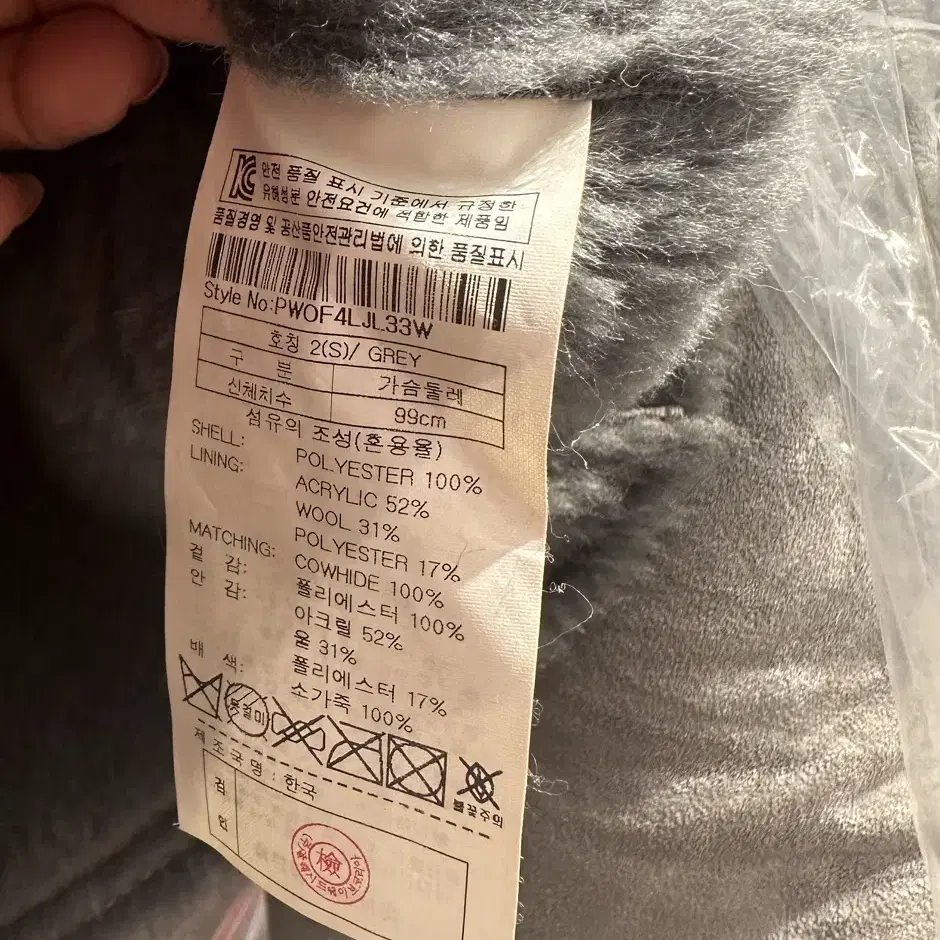 안전 품질 표시 기준에서 규정한
유해성분 안전요건에 적합한 제품임
품질경영 및 공산품안전관리법에 의한 품질표시
Style No:PWOF4LJL33W
호칭 2(S)/ GREY
구 분 가슴둘레
신체치수 99cm
섬유의 조성(혼용율)
SHELL: POLYESTER 100%
LINING: ACRYLIC 52%
WOOL 31%
POLYESTER 17%
MATCHING: COWHIDE 100%
겉 감: 폴리에스터 100%
안 감: 아크릴 52%
울 31%
폴리에스터 17%
배 색: 소가죽 100%
불꽃주의
제조국명 : 한국
검
檢